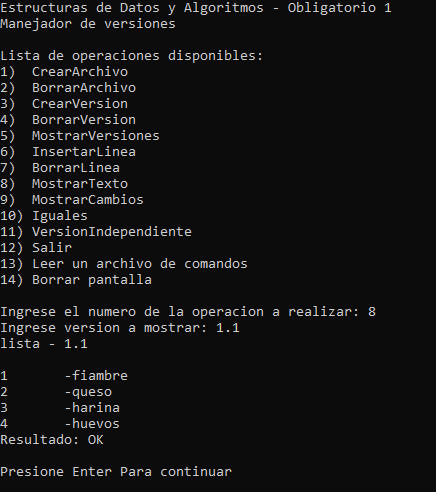 Estructuras de Datos y Algoritmos - Obligatorio 1
Manejador de versiones
Lista de operaciones disponibles:
1)  CrearArchivo
2)  BorrarArchivo
3)  CrearVersion
4)  BorrarVersion
5)  MostrarVersiones
6)  InsertarLinea
7)  BorrarLinea
8)  MostrarTexto
9)  MostrarCambios
10) Iguales
11) VersionIndependiente
12) Salir
13) Leer un archivo de comandos
14) Borrar pantalla
Ingrese el numero de la operacion a realizar: 8
Ingrese version a mostrar: 1.1
lista - 1.1
1       -fiambre
2       -queso
3       -harina
4       -huevos
Resultado: OK
Presione Enter Para continuar